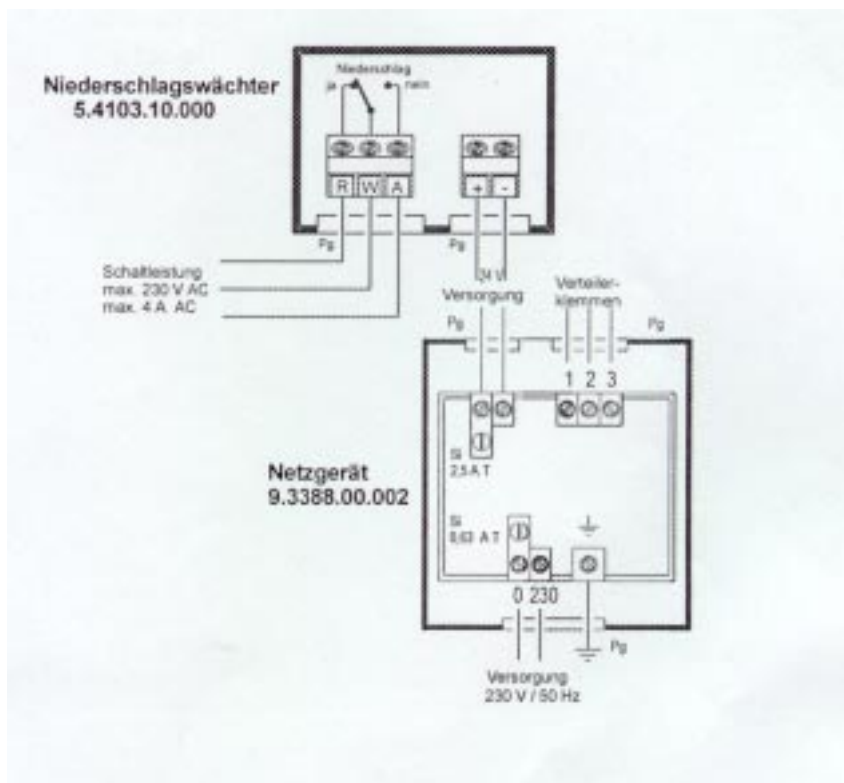 Niederschlagswächter
5.4103.10.000
Niederschlag
ja
nein
R W A
+ -
Pg
Pg
Schaltleistung
max. 230 V AC
max. 4 A AC
24 V
Versorgung
Verteiler-
klemmen
Pg
Pg
1 2 3
Netzgerät
9.3388.00.002
Si
2,5 A T
Si
0,63 A T
0 230
Pg
Versorgung
230 V / 50 Hz